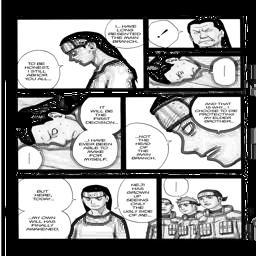 ...
...I HAVE
LONG
RESENTED
THE MAIN
BRANCH.
TO BE
HONEST,
I STILL
ABHOR
YOU ALL...
AND THAT
IS WHY... I
CHOOSE TO DIE
PROTECTING
MY ELDER
BROTHER.
...NOT
THE HEAD
OF THE
MAIN
BRANCH.
IT WILL
BE THE
FIRST
DECISION...
...I HAVE
EVER BEEN
ABLE TO
MAKE FOR
MYSELF.
NEJI HAS
GROWN UP
SEEING
ONLY THE
UGLY SIDE
OF ME...
BUT
HERE,
TODAY...
...MY OWN
WILL HAS
FINALLY
AWAKENED.